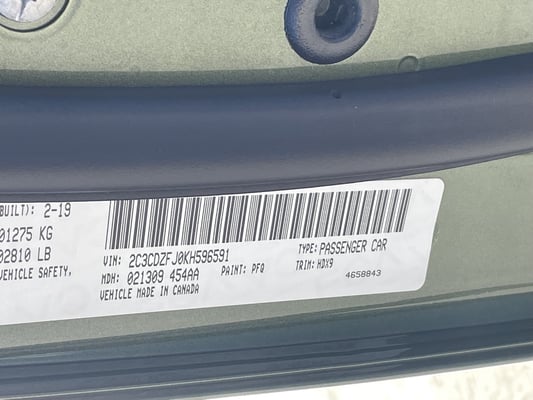 BUILT): 2-19
01275 KG
02810 LB
VEHICLE SAFETY,
VIN: 2C3CDZFJ0KH596591
TYPE: PASSENGER CAR
MDH: 021309 454AA
PAINT: PFQ
TRIM: HDX9
VEHICLE MADE IN CANADA
4658843